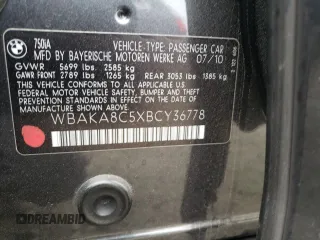 750iA VEHICLE-TYPE: PASSENGER CAR
MFD BY BAYERISCHE MOTOREN WERKE AG 07/10
GVWR 5699 lbs. 2585 kg
GAWR FRONT 2789 lbs 1265 kg REAR 3053 lbs 1385 kg
THIS VEHICLE CONFORMS TO ALL APPLICABLE
FEDERAL MOTOR VEHICLE SAFETY, BUMPER, AND
THEFT PREVENTION STANDARDS IN EFFECT ON THE
DATE OF MANUFACTURE SHOWN ABOVE.
WBAKA8C5XBCY36778
DREAMBID